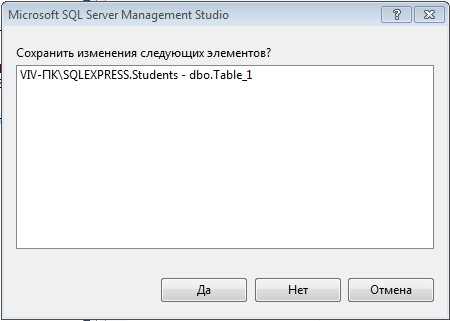 Microsoft SQL Server Management Studio
Сохранить изменения следующих элементов?
VIV-ПК\SQLEXPRESS.Students - dbo.Table_1
Да
Нет
Отмена